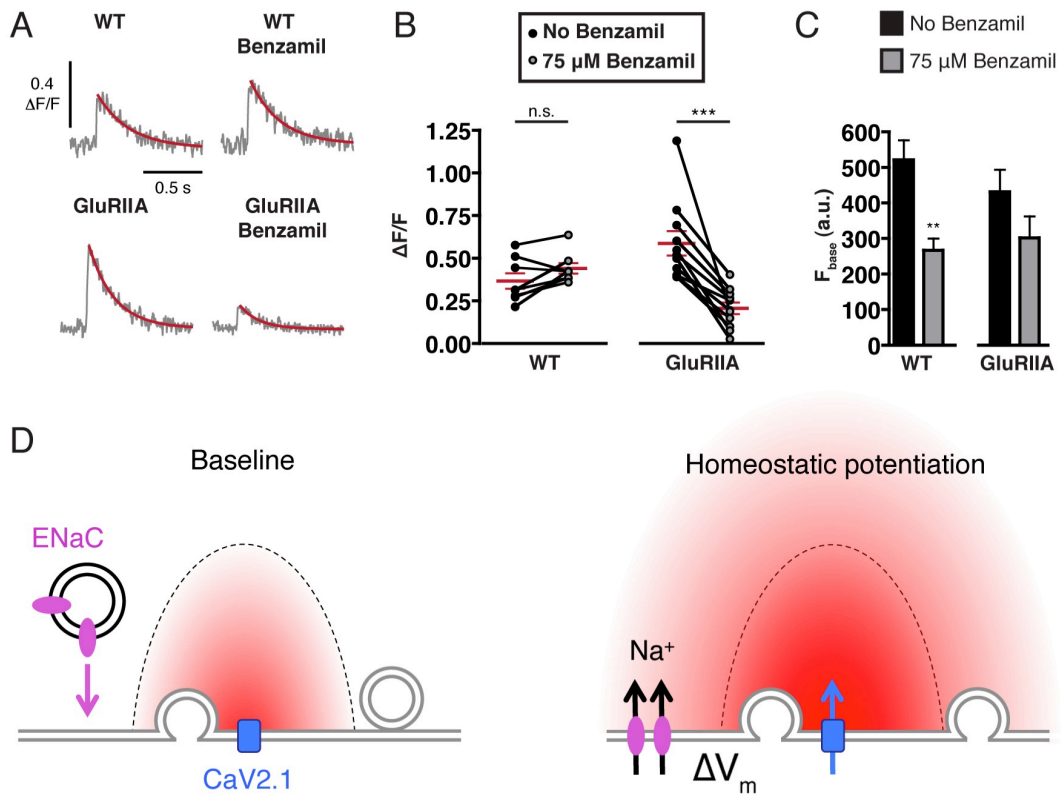 A
WT
WT
Benzamil
0.4
ΔF/F
0.5 s
GluRIIA
GluRIIA
Benzamil
B
No Benzamil
75 µM Benzamil
n.s.
***
1.25
1.00
0.75
0.50
0.25
0.00
ΔF/F
WT
GluRIIA
C
No Benzamil
75 µM Benzamil
600
500
400
300
200
100
0
Fbase (a.u.)
**
WT
GluRIIA
D
Baseline
ENaC
CaV2.1
Homeostatic potentiation
Na⁺
ΔVm